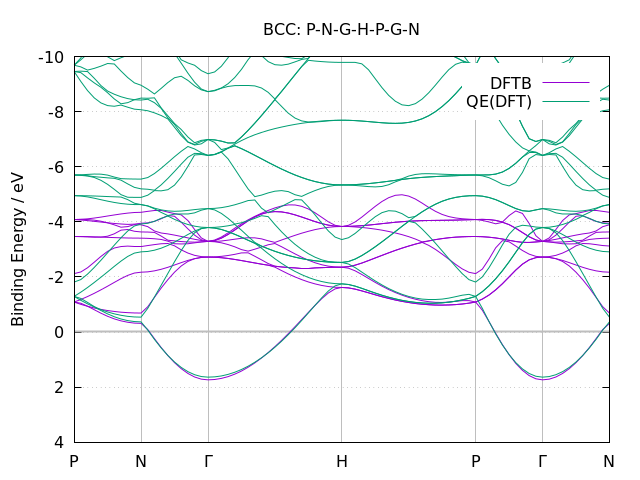 BCC: P-N-G-H-P-G-N
-10
-8
-6
-4
-2
0
2
4
Binding Energy / eV
DFTB
QE(DFT)
P N Γ H P Γ N